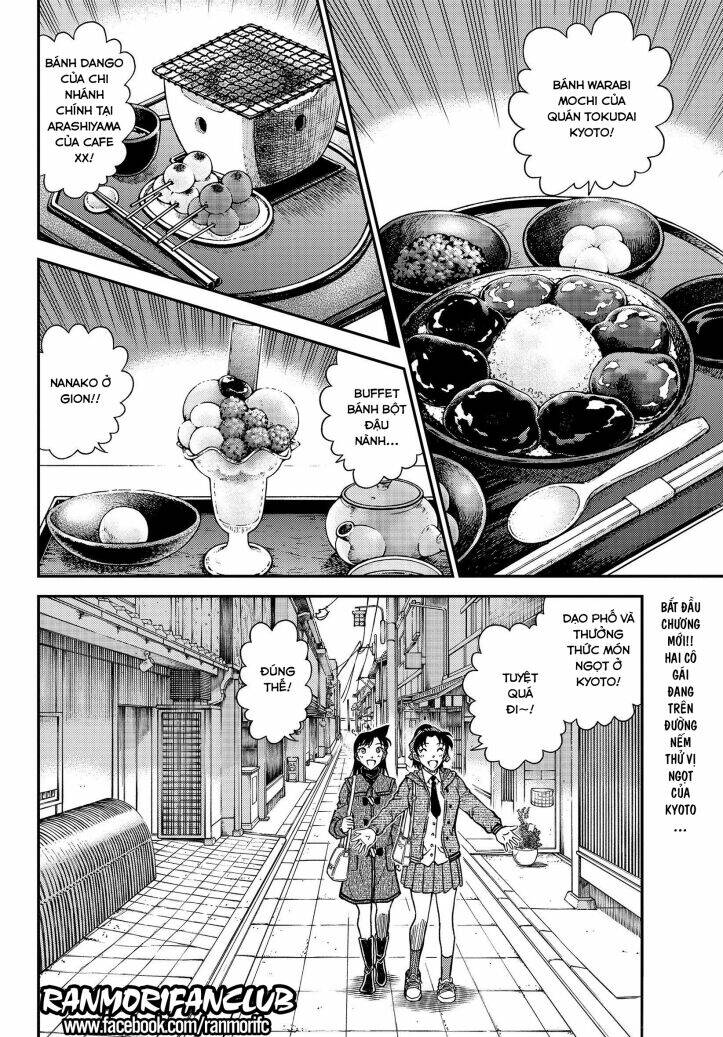 BÁNH WARABI
MOCHI CỦA
QUÁN TOKUDAI
KYOTO!
BÁNH DANGO
CỦA CHI
NHÁNH
CHÍNH TẠI
ARASHIYAMA
CỦA CAFE
XX!
BUFFET
BÁNH BỘT
ĐẬU
NÀNH...
NANAKO Ở
GION!!
BẮT ĐẦU
CHƯƠNG
MỚI!!
HAI CÔ
GÁI
ĐANG
TRÊN
ĐƯỜNG
NẾM
THỬ VỊ
NGỌT
CỦA
KYOTO
...
DẠO PHỐ VÀ
THƯỞNG
THỨC MÓN
NGỌT Ở
KYOTO!
TUYỆT
QUÁ
ĐI~!
ĐÚNG
THẾ!
RANMORIFANCLUB
www.facebook.com/ranmorifc